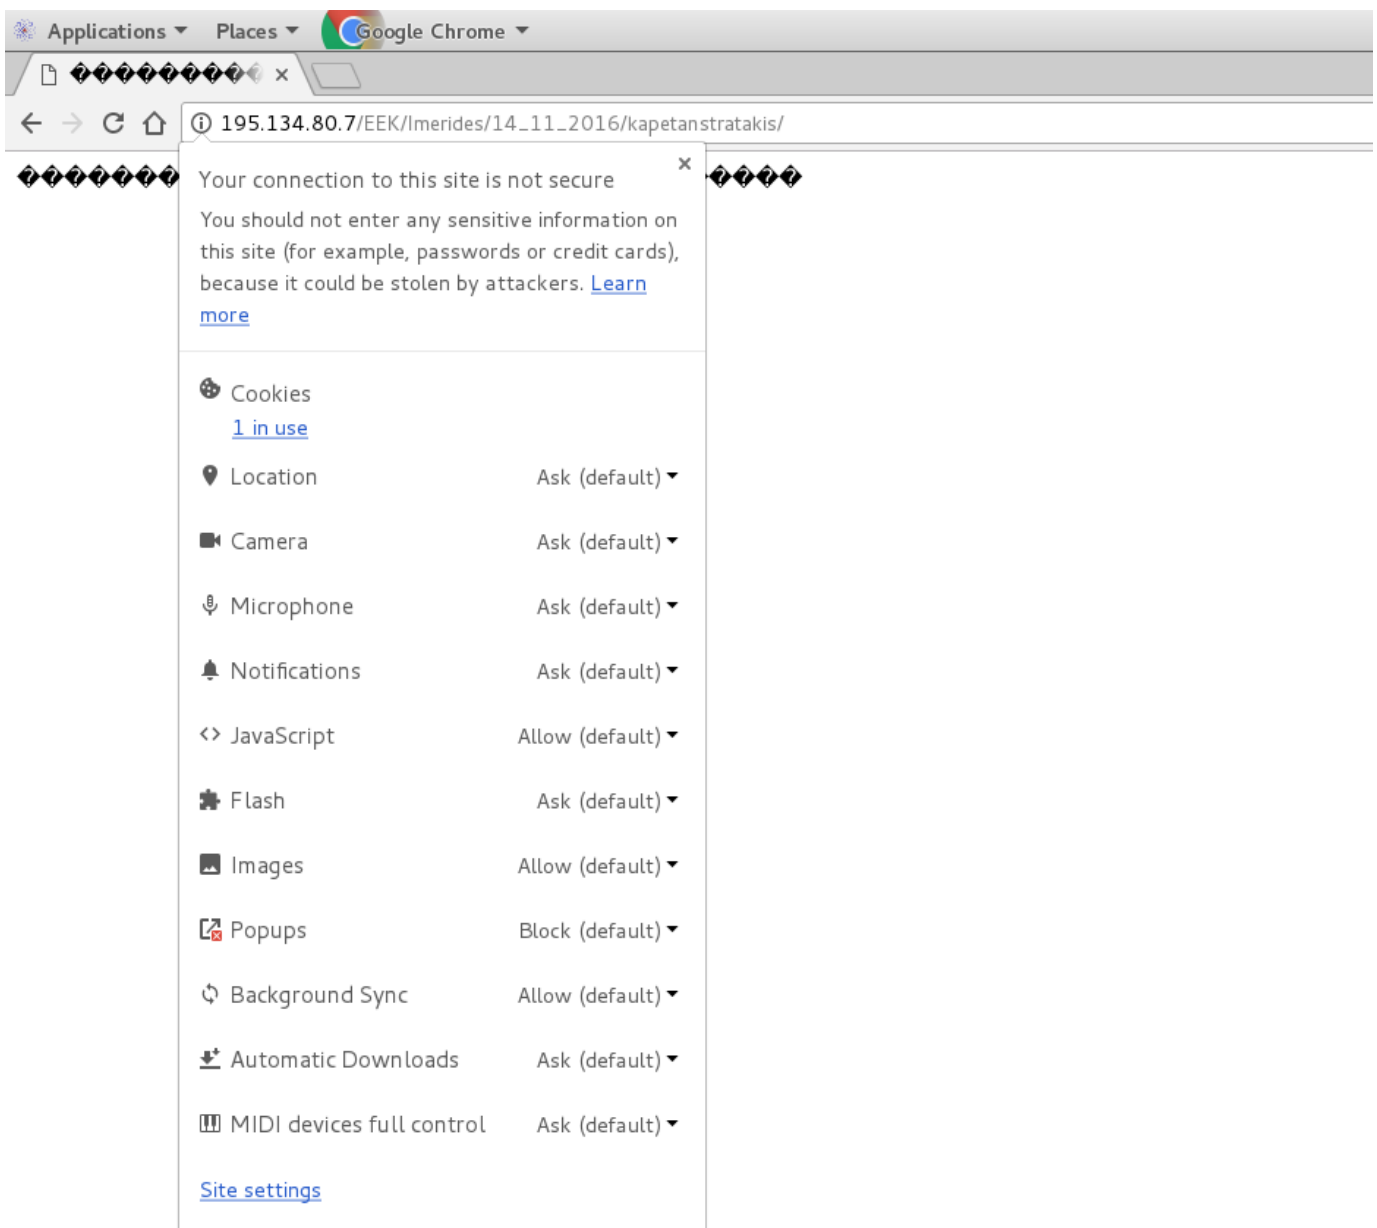 Applications Places Google Chrome
���������
195.134.80.7/EEK/Imerides/14_11_2016/kapetanstratakis/
������� ����
Your connection to this site is not secure
You should not enter any sensitive information on
this site (for example, passwords or credit cards),
because it could be stolen by attackers. Learn
more
Cookies
1 in use
Location Ask (default)
Camera Ask (default)
Microphone Ask (default)
Notifications Ask (default)
JavaScript Allow (default)
Flash Ask (default)
Images Allow (default)
Popups Block (default)
Background Sync Allow (default)
Automatic Downloads Ask (default)
MIDI devices full control Ask (default)
Site settings